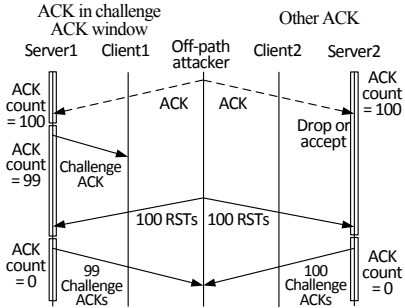 ACK in challenge
ACK window
Other ACK
Server1 Client1 Off-path Client2 Server2
attacker
ACK
count
= 100
ACK ACK
ACK
count
= 100
Drop or
accept
ACK
count
= 99
Challenge
ACK
100 RSTs 100 RSTs
ACK
count
=0
99
Challenge
ACKs
100
Challenge
ACKs
ACK
count
=0